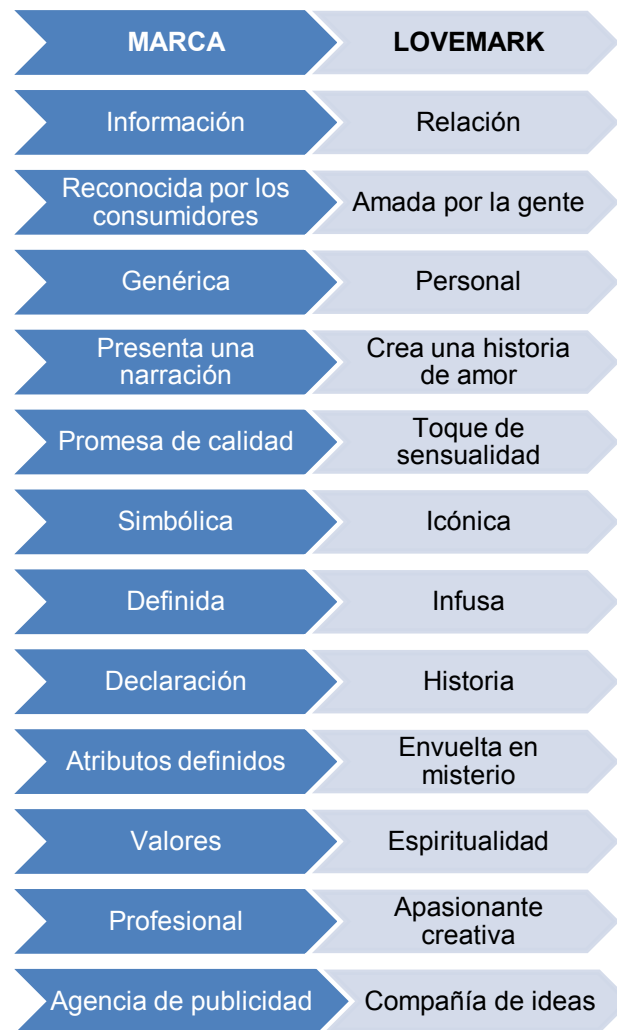 MARCA
LOVEMARK
Información
Relación
Reconocida por los
consumidores
Amada por la gente
Genérica
Personal
Presenta una
narración
Crea una historia
de amor
Promesa de calidad
Toque de
sensualidad
Simbólica
Icónica
Definida
Infusa
Declaración
Historia
Atributos definidos
Envuelta en
misterio
Valores
Espiritualidad
Profesional
Apasionante
creativa
Agencia de publicidad
Compañía de ideas